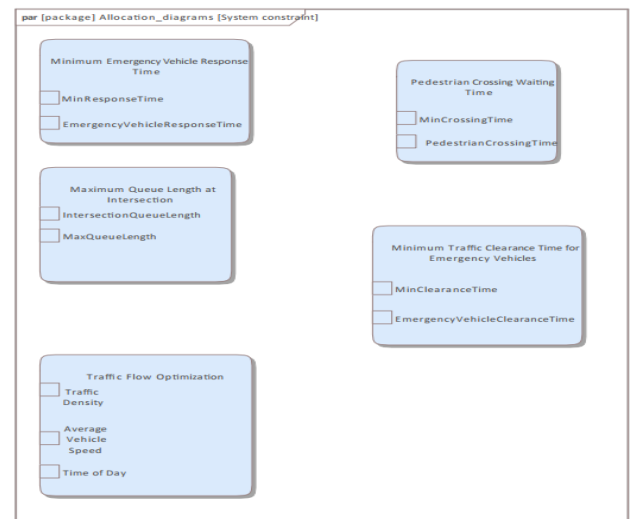 par [package] Allocation_diagrams [System constraint]
Minimum Emergency Vehicle Response
Time
MinResponseTime
EmergencyVehicleResponseTime
Pedestrian Crossing Waiting
Time
MinCrossingTime
PedestrianCrossingTime
Maximum Queue Length at
Intersection
IntersectionQueueLength
MaxQueueLength
Minimum Traffic Clearance Time for
Emergency Vehicles
MinClearanceTime
EmergencyVehicleClearanceTime
Traffic Flow Optimization
Traffic
Density
Average
Vehicle
Speed
Time of Day